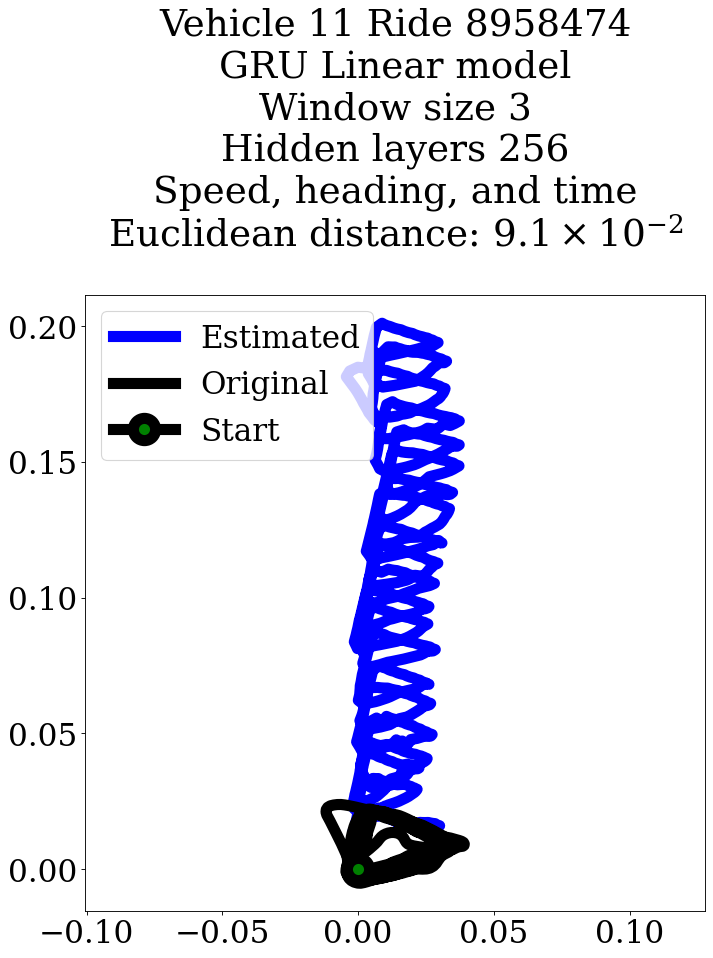 Vehicle 11 Ride 8958474
GRU Linear model
Window size 3
Hidden layers 256
Speed, heading, and time
Euclidean distance: 9.1 × 10⁻²
Estimated
Original
Start
0.20
0.15
0.10
0.05
0.00
−0.10 −0.05 0.00 0.05 0.10